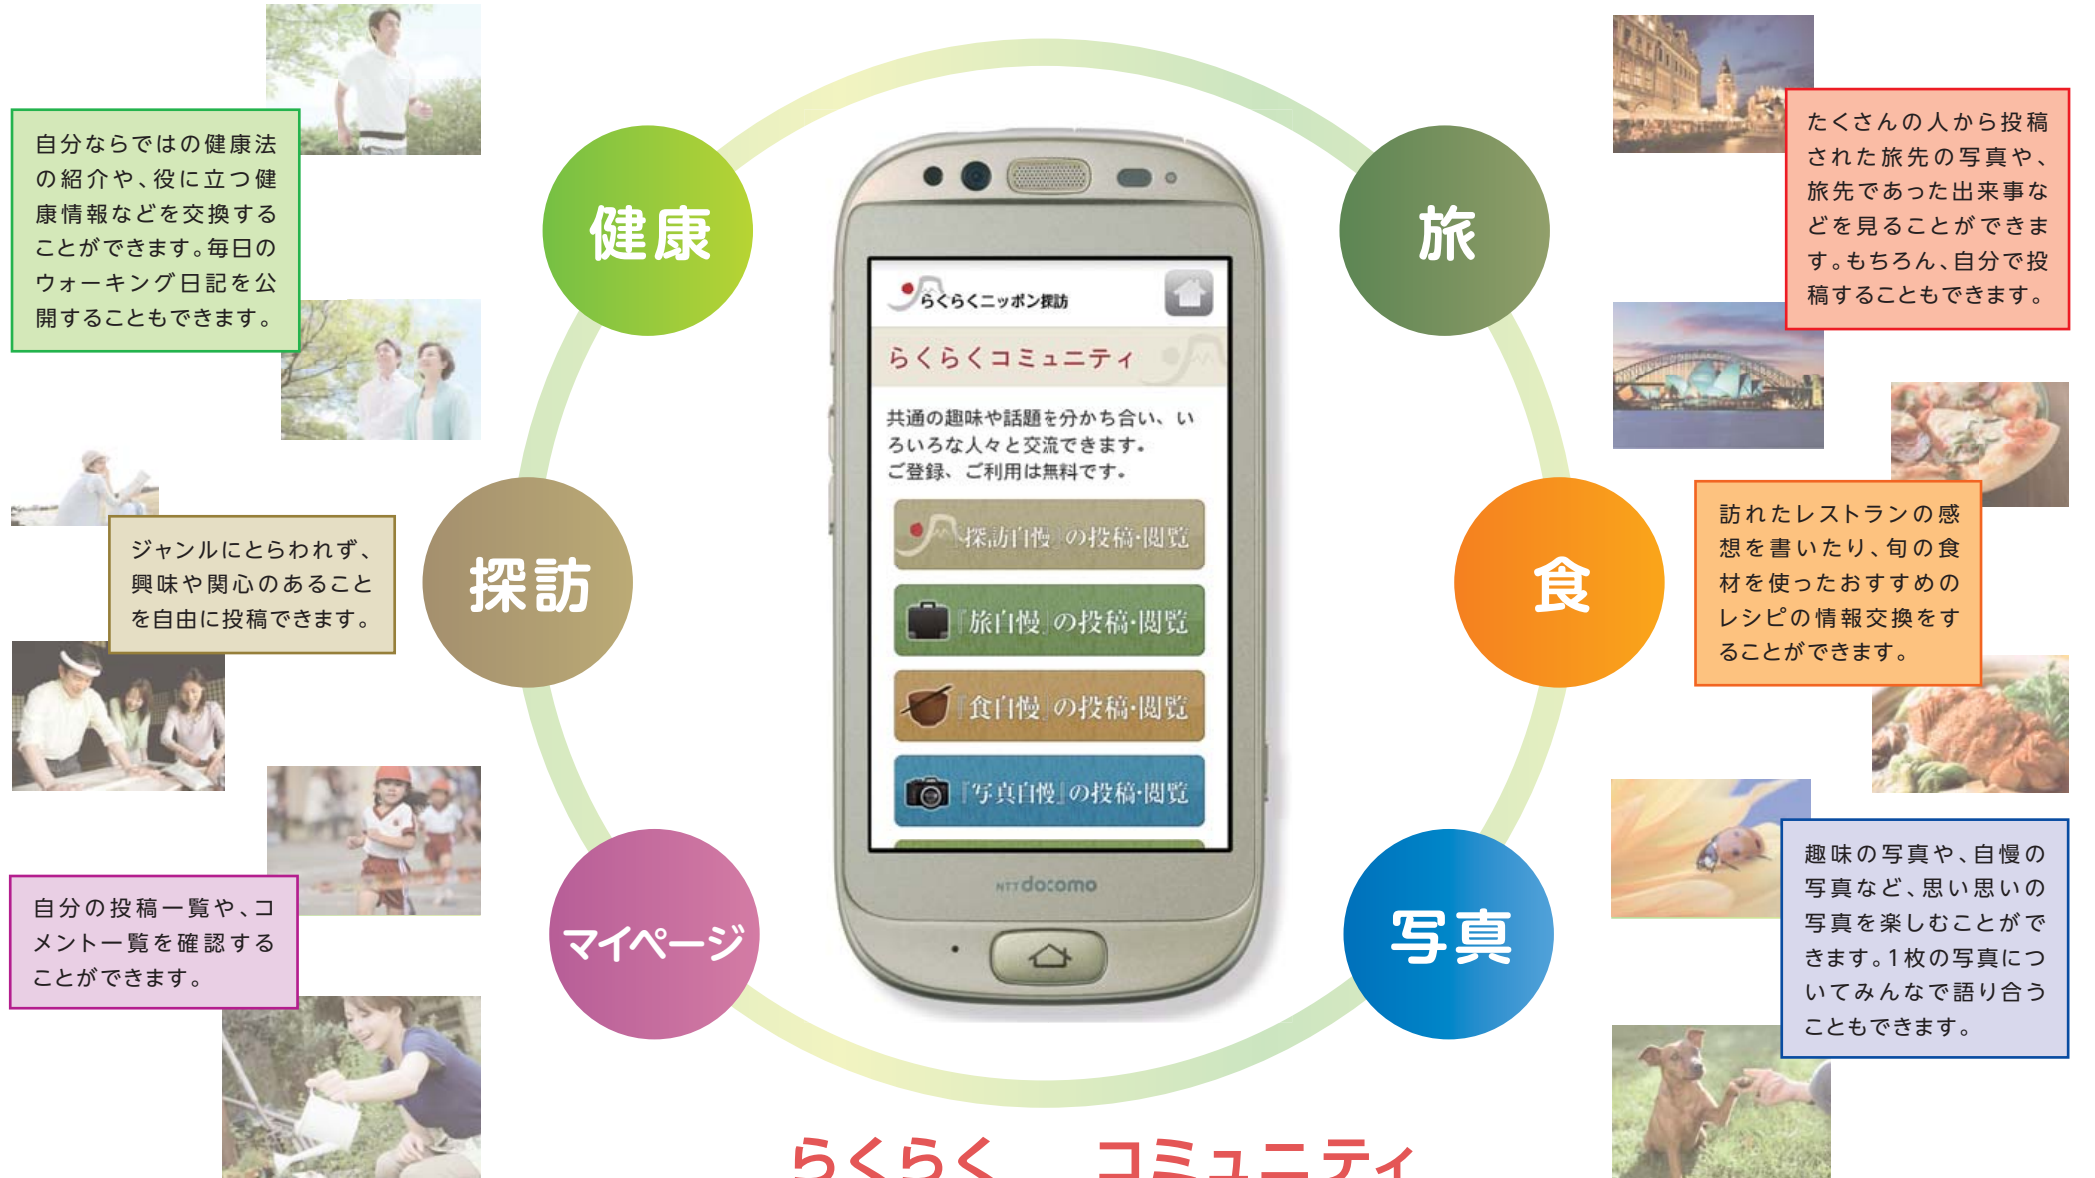 自分ならではの健康法
の紹介や、役に立つ健
康情報などを交換する
ことができます。毎日の
ウォーキング日記を公
開することもできます。
健康
ジャンルにとらわれず、
興味や関心のあること
を自由に投稿できます。
探訪
自分の投稿一覧や、コ
メント一覧を確認する
ことができます。
マイページ
らくらくニッポン探訪
らくらくコミュニティ
共通の趣味や話題を分かち合い、い
ろいろな人々と交流できます。
ご登録、ご利用は無料です。
『探訪自慢』の投稿・閲覧
『旅自慢』の投稿・閲覧
『食自慢』の投稿・閲覧
『写真自慢』の投稿・閲覧
NTT docomo
旅
たくさんの人から投稿
された旅先の写真や、
旅先であった出来事な
どを見ることができま
す。もちろん、自分で投
稿することもできます。
食
訪れたレストランの感
想を書いたり、旬の食
材を使ったおすすめの
レシピの情報交換をす
ることができます。
写真
趣味の写真や、自慢の
写真など、思い思いの
写真を楽しむことがで
きます。1枚の写真につ
いてみんなで語り合う
こともできます。
らくらく コミュニティ